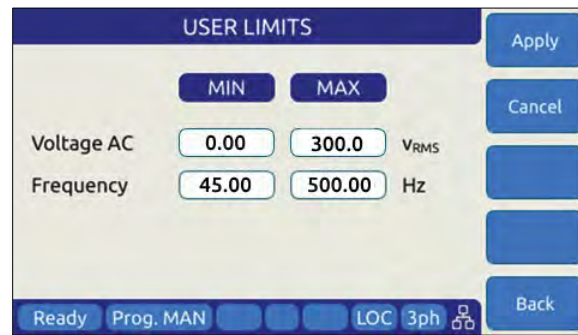 USER LIMITS
Apply
MIN MAX
Cancel
Voltage AC 0.00 300.0 VRMS
Frequency 45.00 500.00 Hz
Ready Prog. MAN LOC 3ph
Back